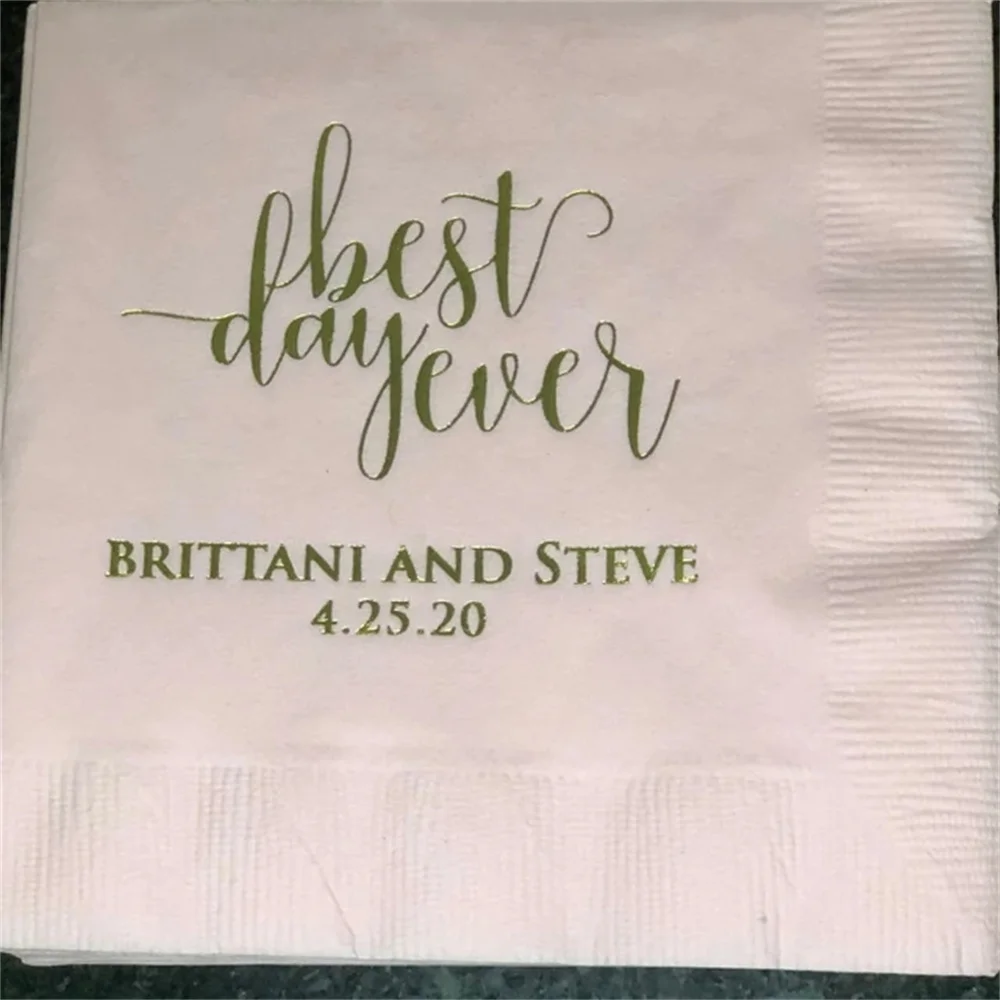 best
day ever
BRITTANI AND STEVE
4.25.20